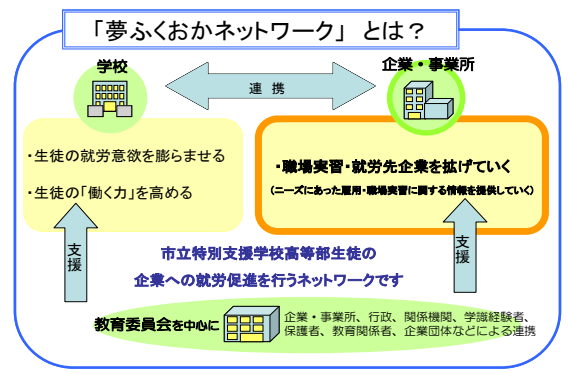 「夢ふくおかネットワーク」 とは？
学校
企業・事業所
連 携
・生徒の就労意欲を膨らませる
・生徒の「働く力」を高める
・職場実習・就労先企業を拡げていく
（ニーズにあった雇用・職場実習に関する情報を提供していく）
支援
支援
市立特別支援学校高等部生徒の
企業への就労促進を行うネットワークです
教育委員会を中心に
企業・事業所、行政、関係機関、学識経験者、
保護者、教育関係者、企業団体などによる連携